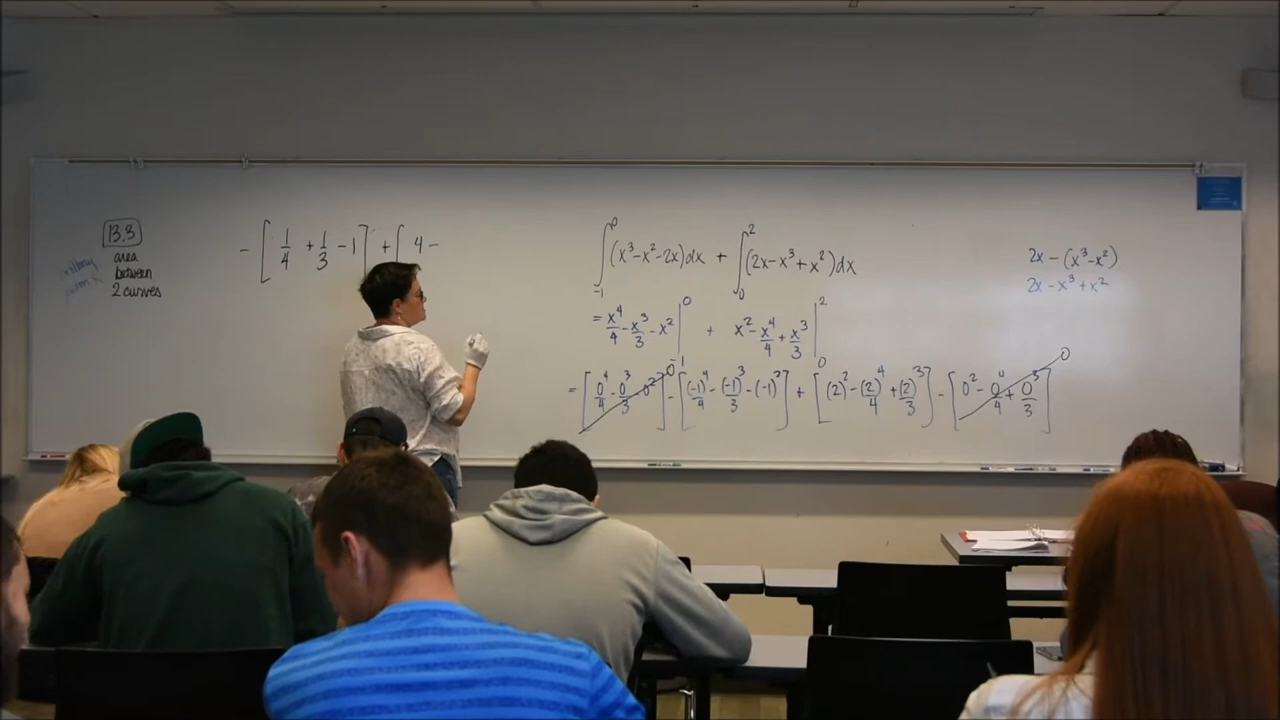 13.3
area
between
2 curves
- [ 1/4 + 1/3 - 1 ] + [ 4 -
∫_{-1}^{0} (x³-x²-2x)dx + ∫_{0}^{2} (2x-x³+x²)dx
= x⁴/4 - x³/3 - x² |_{-1}^{0} + x² - x⁴/4 + x³/3 |_{0}^{2}
= [ 0⁴/4 - 0³/3 - 0² ] 0 - [ (-1)⁴/4 - (-1)³/3 - (-1)² ] + [ (2)² - (2)⁴/4 + (2)³/3 ] - [ 0² - 0⁴/4 + 0³/3 ] 0
2x - (x³-x²)
2x - x³ + x²